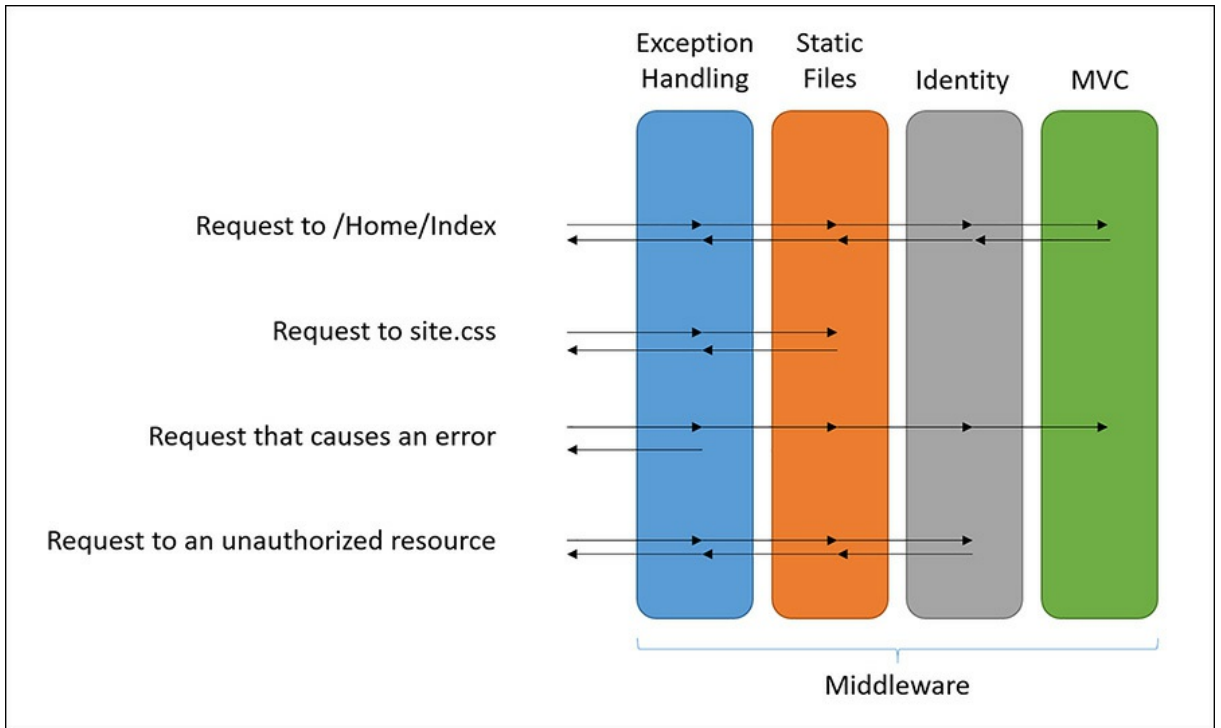 Exception
Handling
Static
Files
Identity
MVC
Request to /Home/Index
Request to site.css
Request that causes an error
Request to an unauthorized resource
Middleware